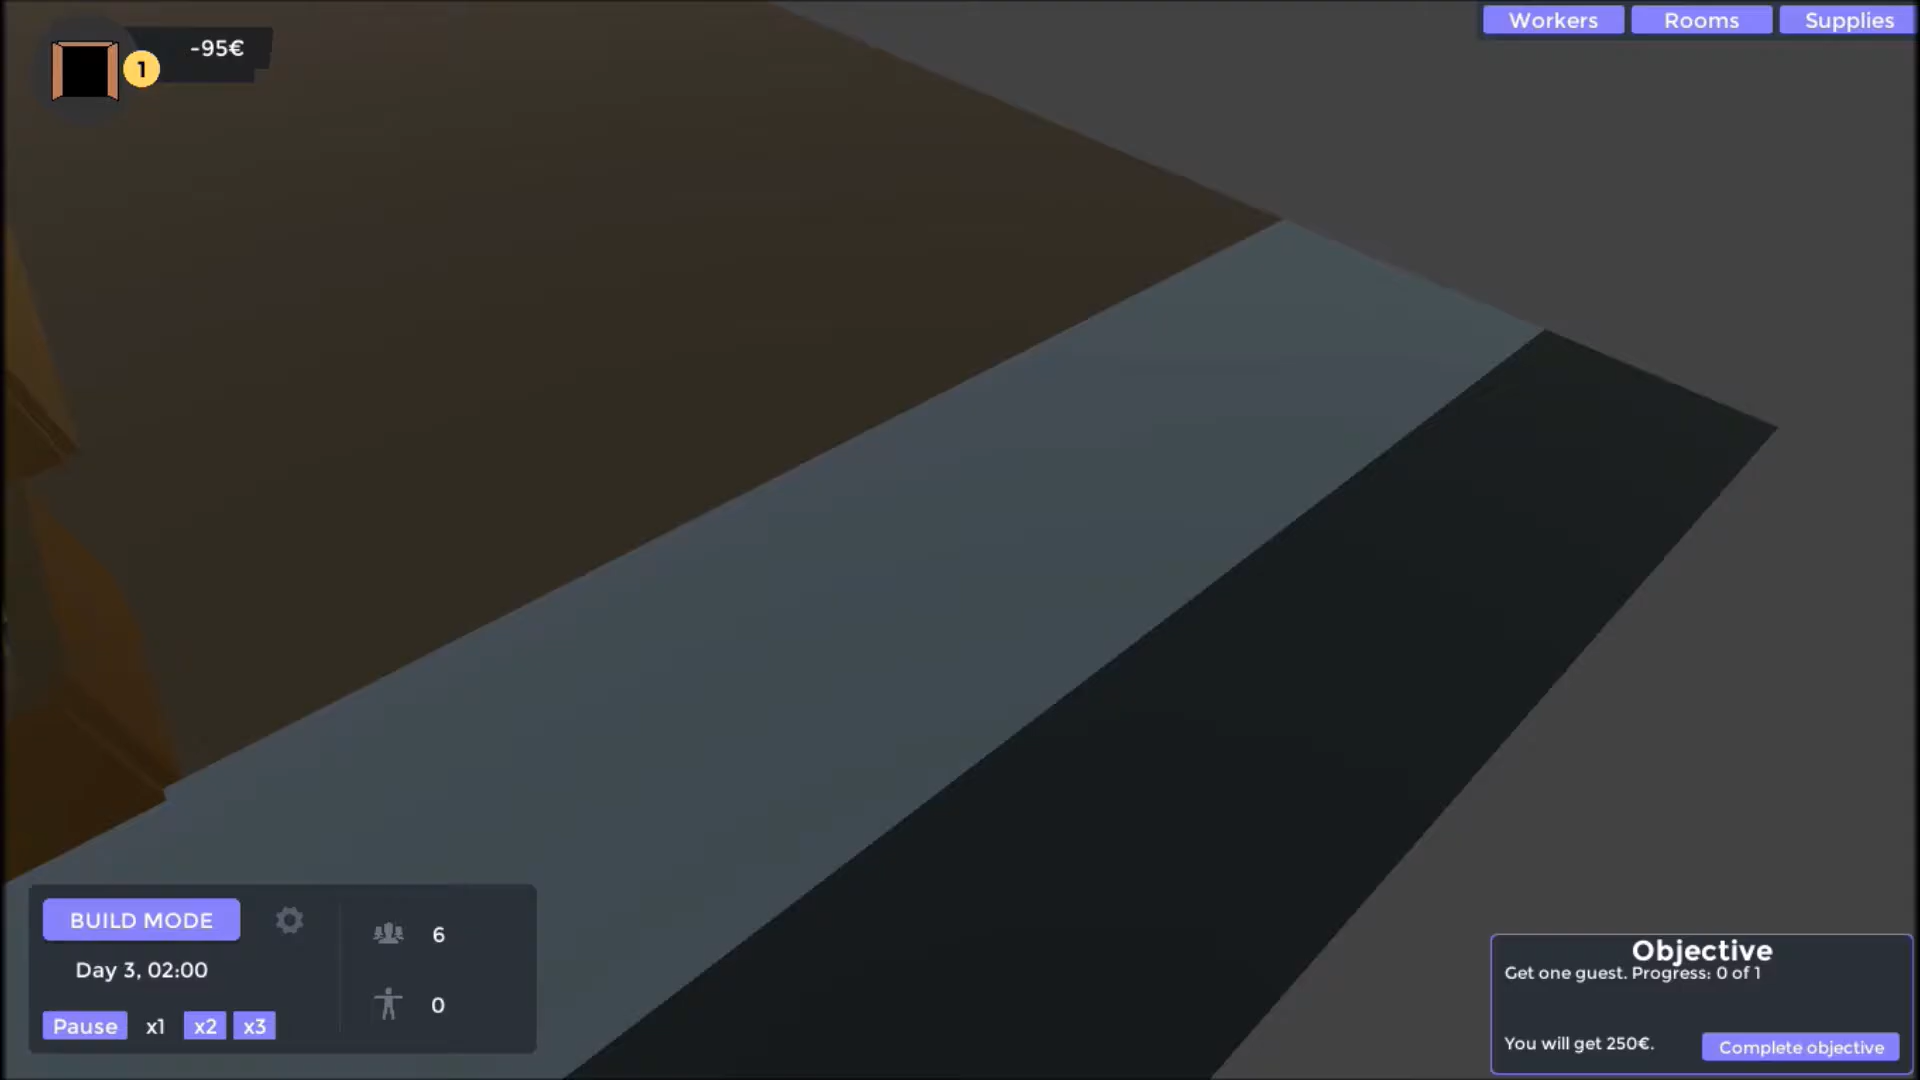 1
-95€
Workers
Rooms
Supplies
BUILD MODE
Day 3, 02:00
Pause
x1
x2
x3
6
0
Objective
Get one guest. Progress: 0 of 1
You will get 250€.
Complete objective